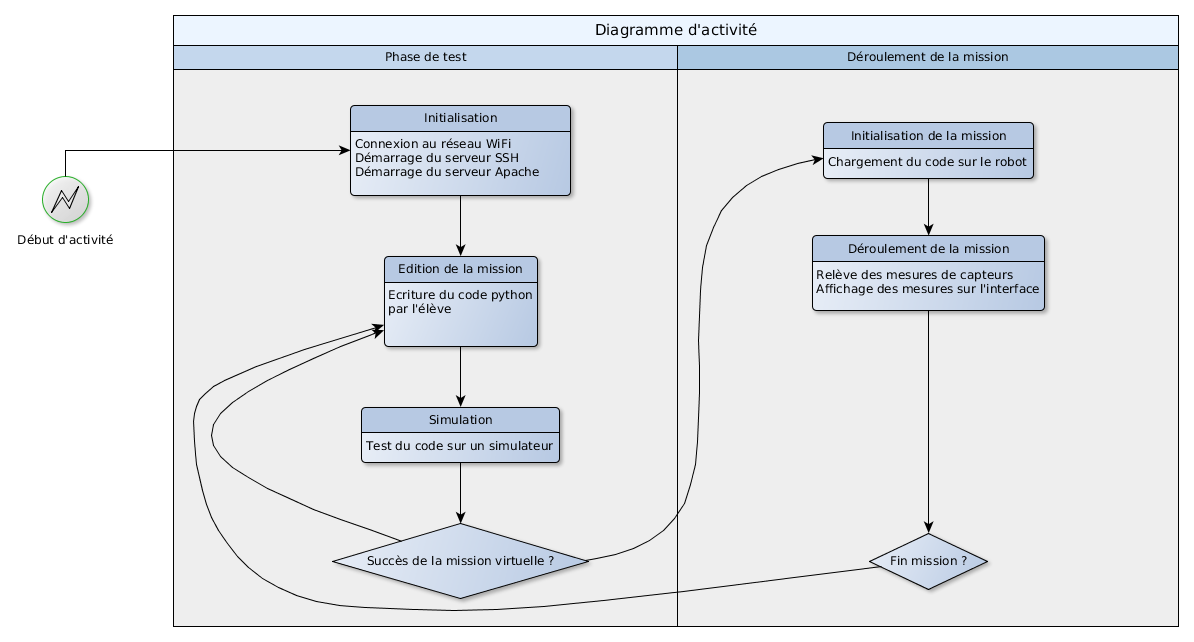 Diagramme d'activité
Phase de test
Déroulement de la mission
Début d'activité
Initialisation
Connexion au réseau WiFi
Démarrage du serveur SSH
Démarrage du serveur Apache
Edition de la mission
Ecriture du code python
par l'élève
Simulation
Test du code sur un simulateur
Succès de la mission virtuelle ?
Initialisation de la mission
Chargement du code sur le robot
Déroulement de la mission
Relève des mesures de capteurs
Affichage des mesures sur l'interface
Fin mission ?